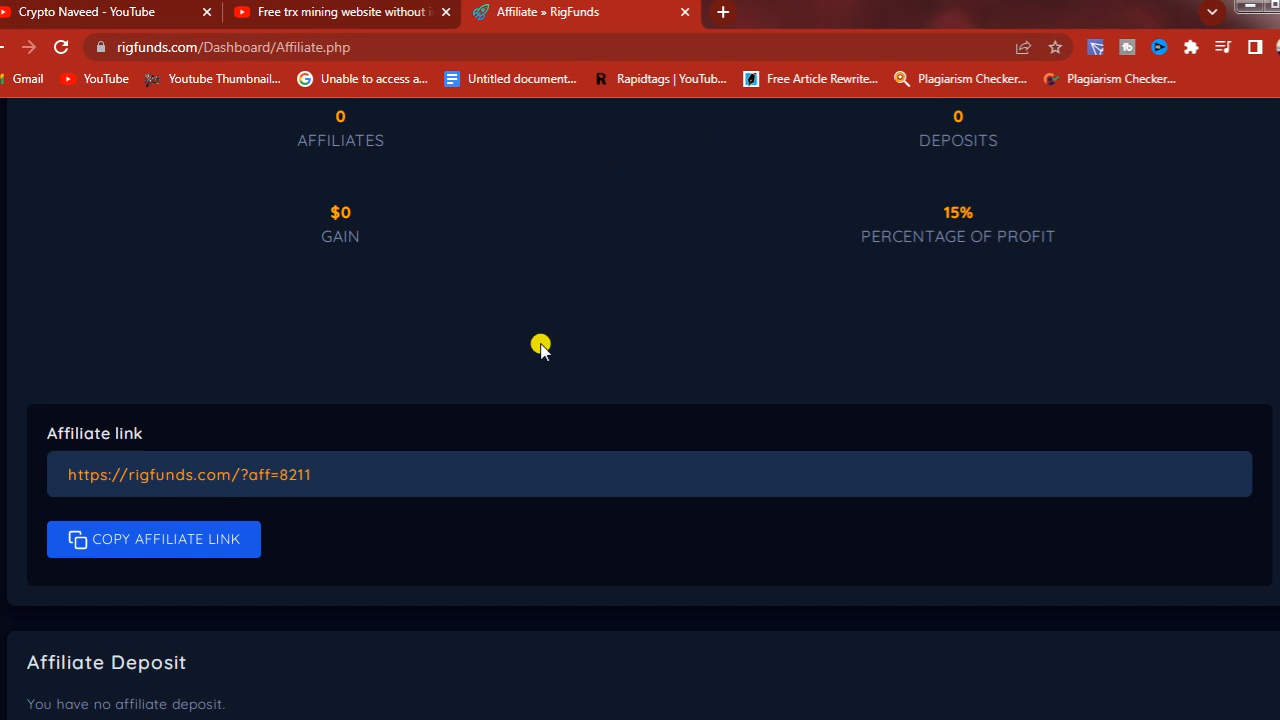 Crypto Naveed - YouTube
Free trx mining website without i
Affiliate » RigFunds
rigfunds.com/Dashboard/Affiliate.php
Gmail
YouTube
Youtube Thumbnail...
Unable to access a...
Untitled document...
Rapidtags | YouTub...
Free Article Rewrite...
Plagiarism Checker...
Plagiarism Checker...
0
AFFILIATES
0
DEPOSITS
$0
GAIN
15%
PERCENTAGE OF PROFIT
Affiliate link
https://rigfunds.com/?aff=8211
COPY AFFILIATE LINK
Affiliate Deposit
You have no affiliate deposit.